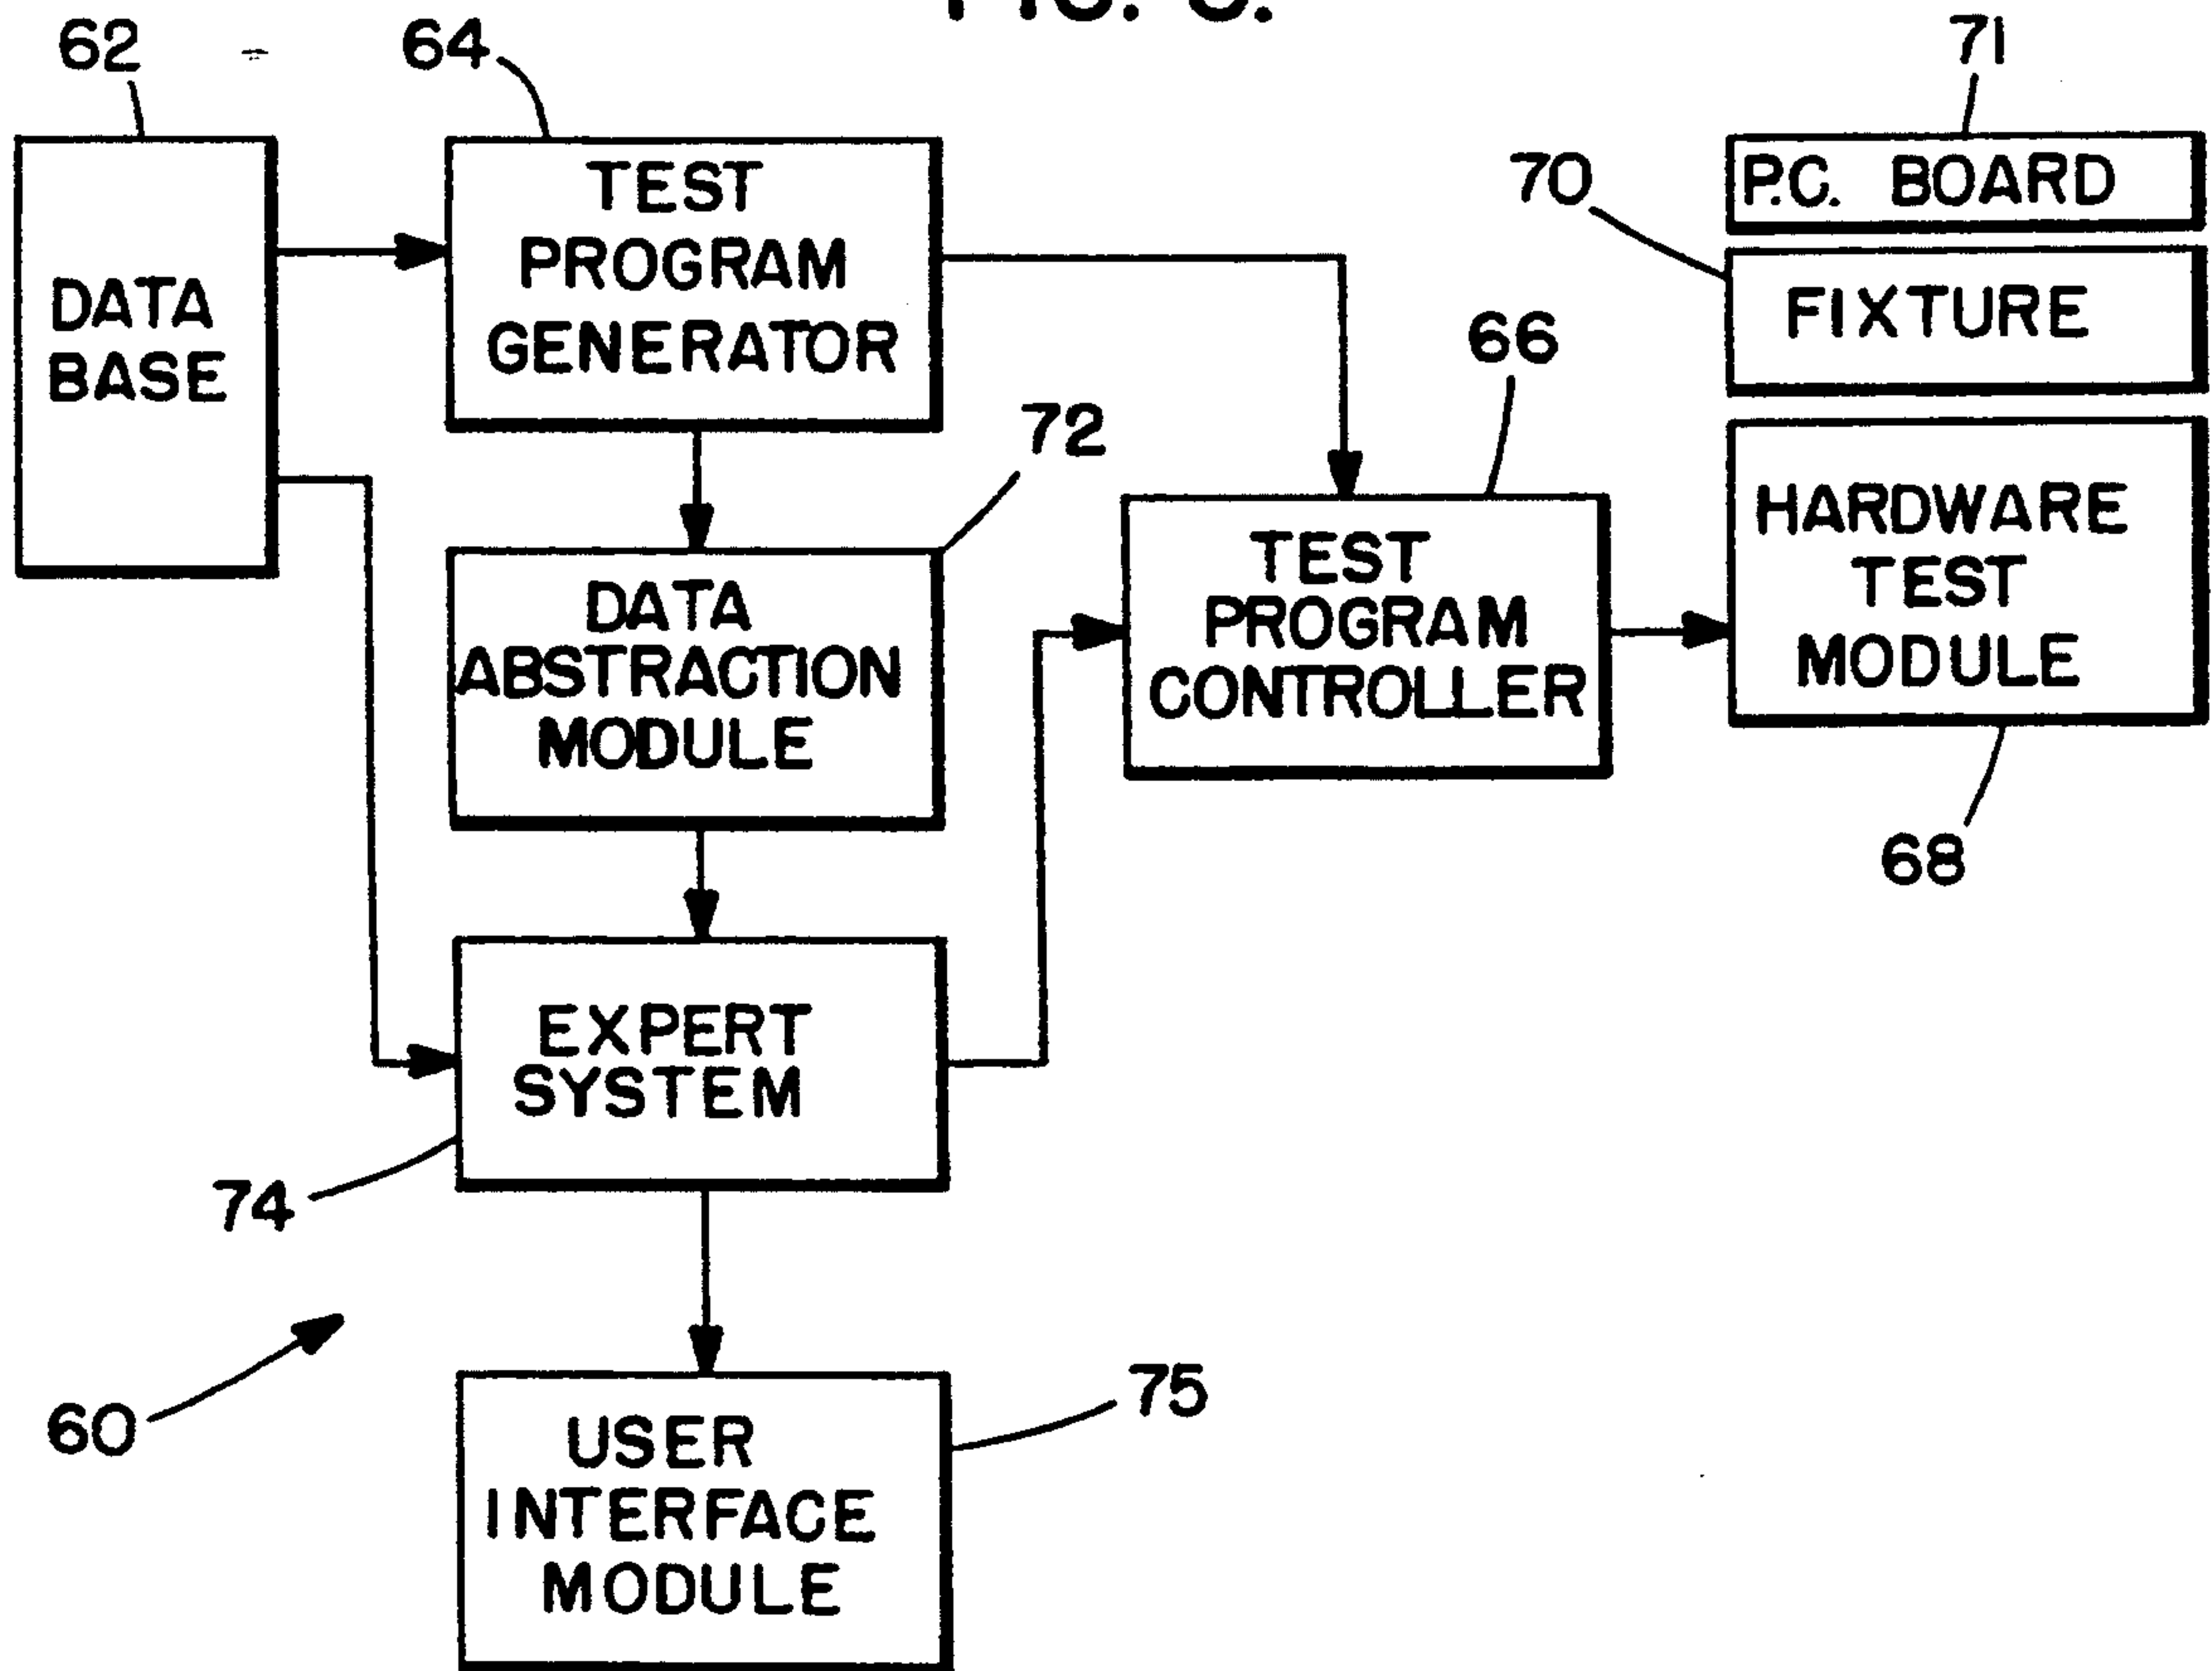 62
64
71
DATA
BASE
TEST
PROGRAM
GENERATOR
70
P.C. BOARD
FIXTURE
66
72
HARDWARE
TEST
MODULE
DATA
ABSTRACTION
MODULE
TEST
PROGRAM
CONTROLLER
68
EXPERT
SYSTEM
74
60
75
USER
INTERFACE
MODULE